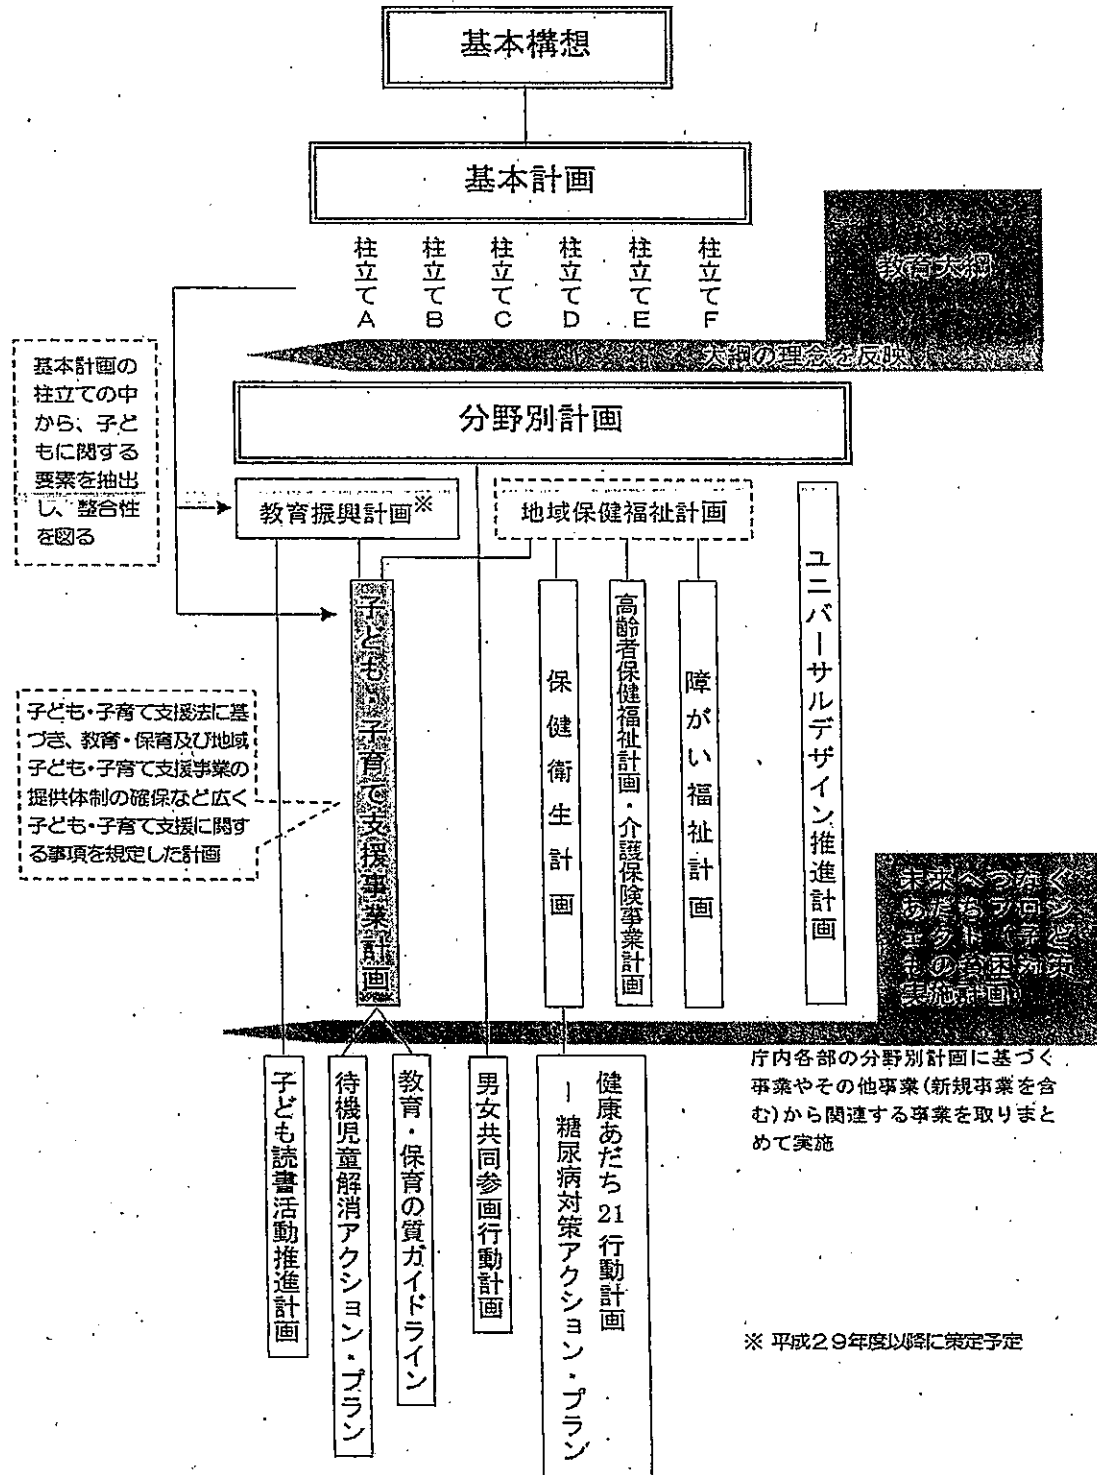 基本構想
基本計画
柱立てA
柱立てB
柱立てC
柱立てD
柱立てE
柱立てF
教育大綱
大綱の理念を反映
基本計画の
柱立ての中
から、子ど
もに関する
要素を抽出
し、整合性
を図る
分野別計画
教育振興計画※
地域保健福祉計画
子ども・子育て支援事業計画
保健衛生計画
高齢者保健福祉計画・介護保険事業計画
障がい福祉計画
ユニバーサルデザイン推進計画
子ども・子育て支援法に基
づき、教育・保育及び地域
子ども・子育て支援事業の
提供体制の確保など広く
子ども・子育て支援に関す
る事項を規定した計画
未来へつなぐ
あだちプロジ
ェクト（子ど
もの貧困対策
実施計画）
庁内各部の分野別計画に基づく
事業やその他事業（新規事業を含
む）から関連する事業を取りまと
めて実施
子ども読書活動推進計画
待機児童解消アクション・プラン
教育・保育の質ガイドライン
男女共同参画行動計画
健康あだち21行動計画
ー糖尿病対策アクション・プラン
※ 平成29年度以降に策定予定